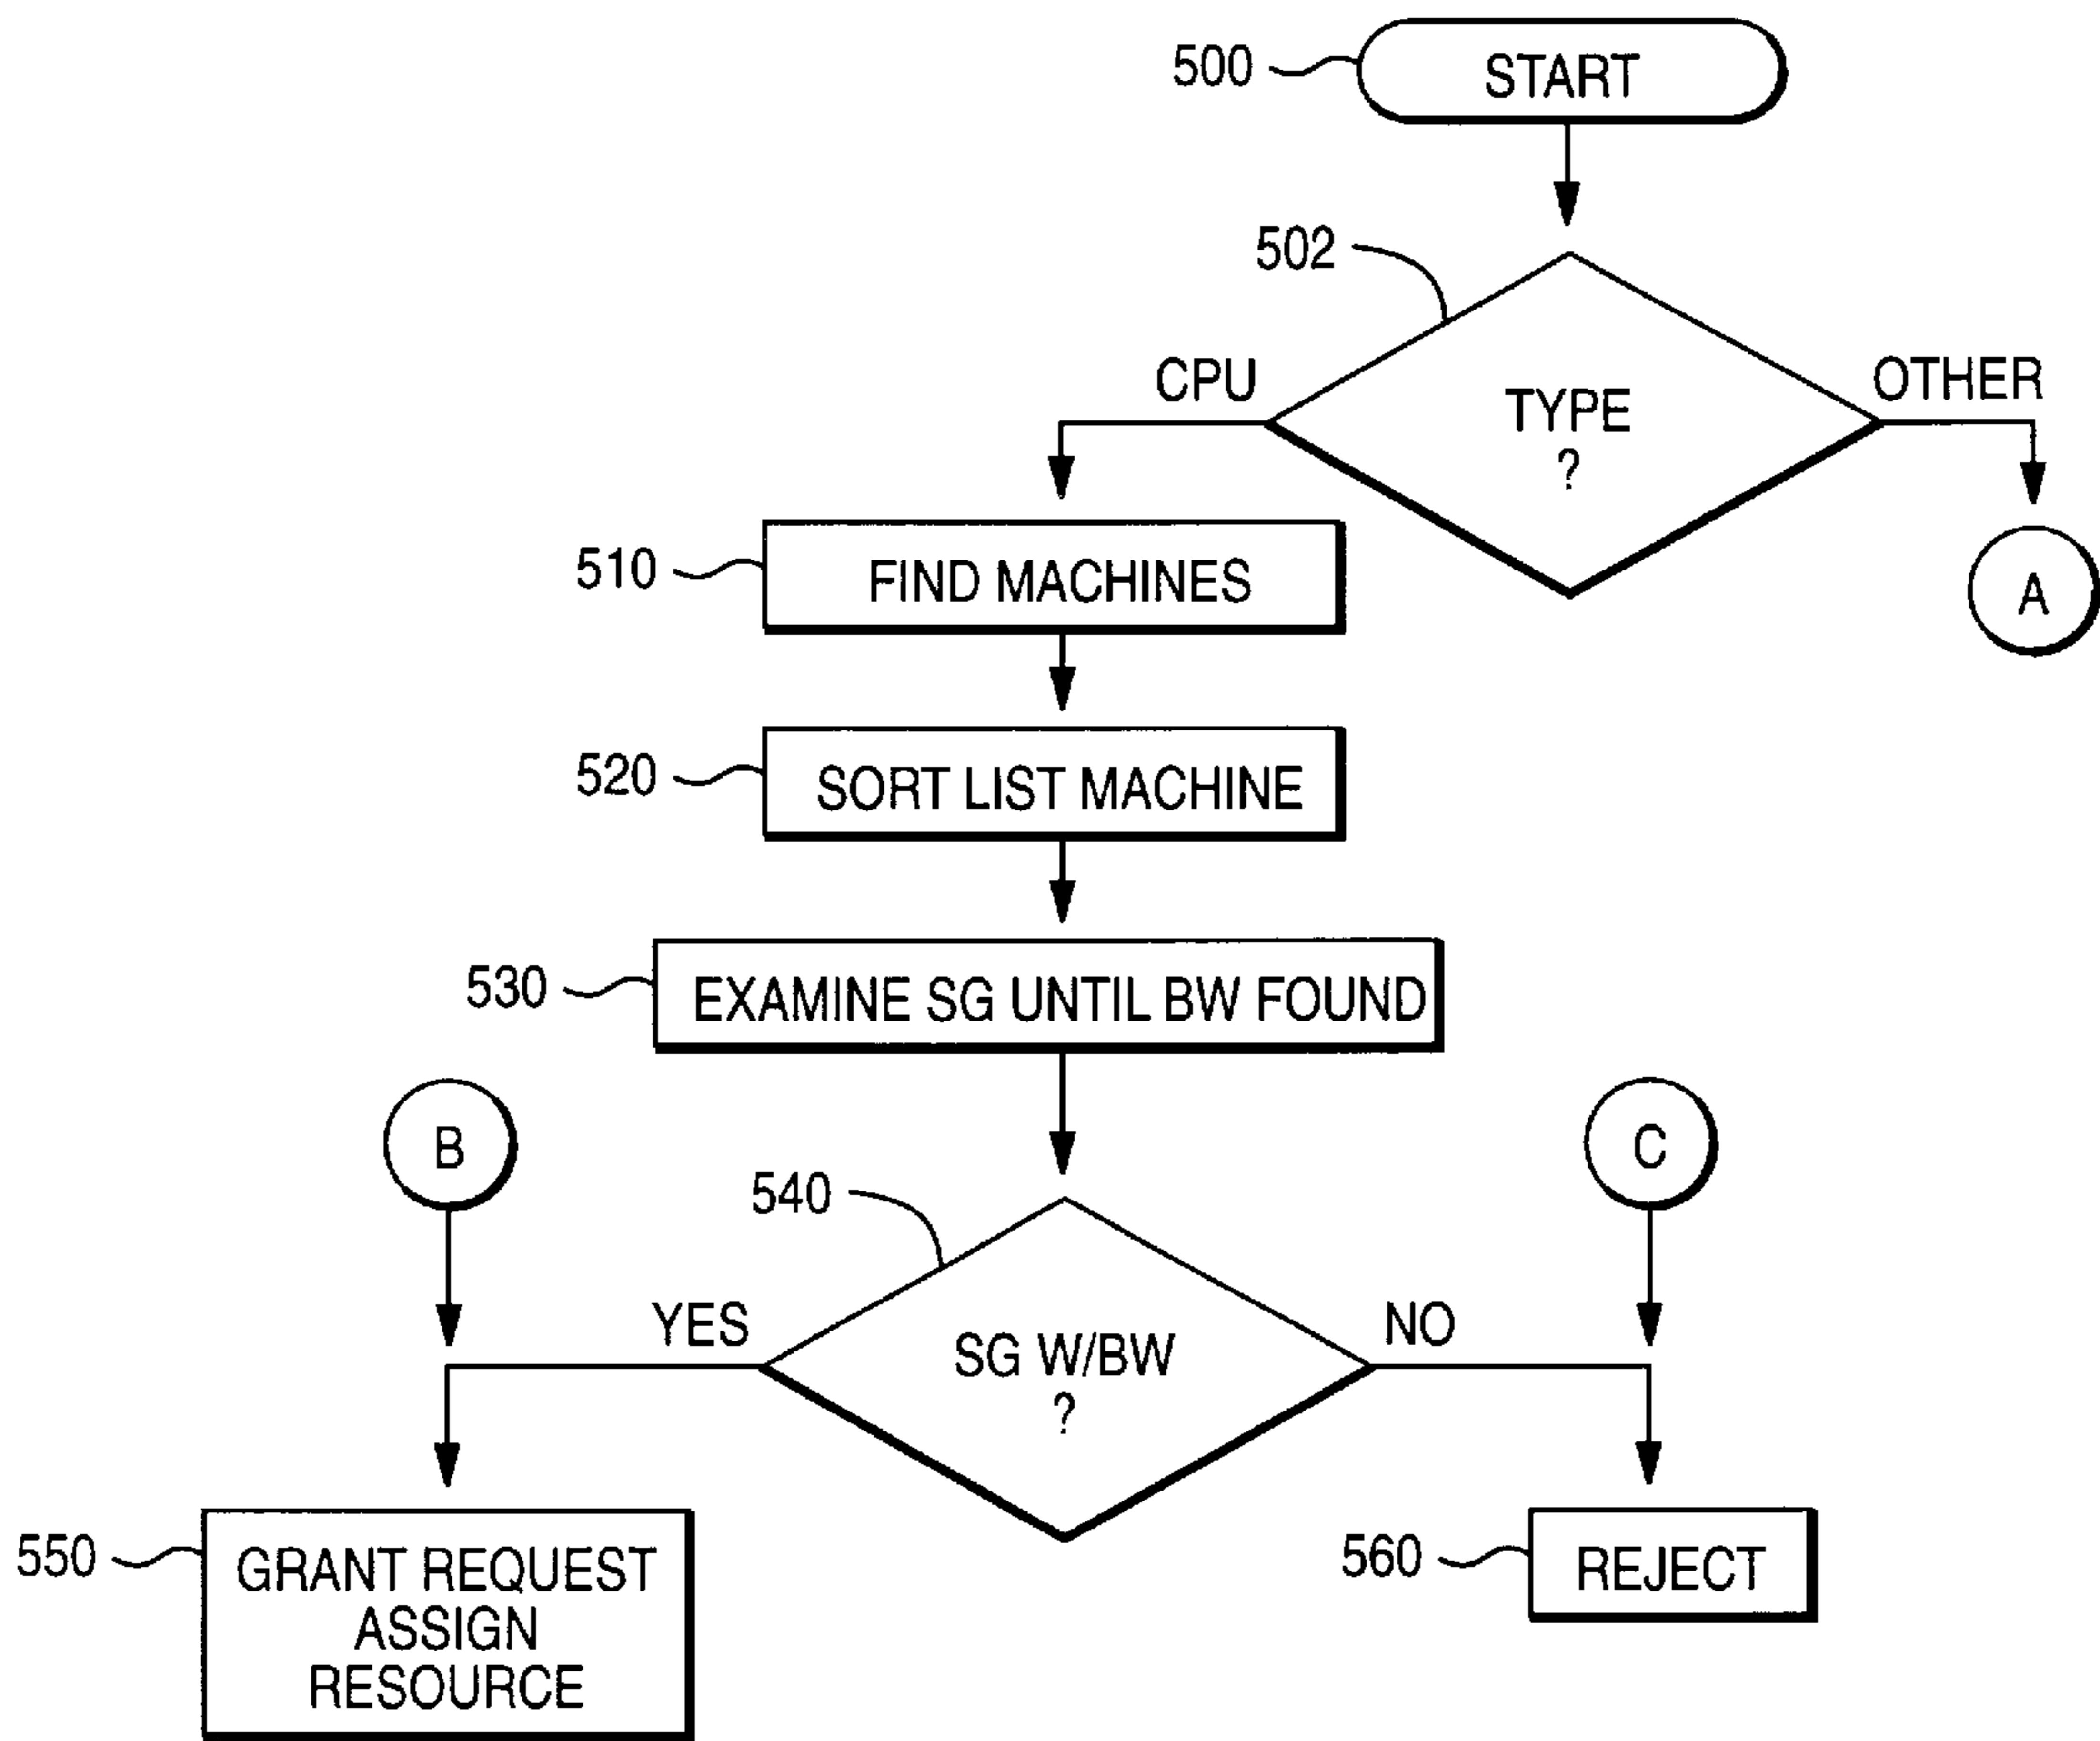 500
START
502
CPU
OTHER
TYPE
?
A
510
FIND MACHINES
520
SORT LIST MACHINE
530
EXAMINE SG UNTIL BW FOUND
B
C
540
YES
NO
SG W/BW
?
550
GRANT REQUEST
ASSIGN
RESOURCE
560
REJECT